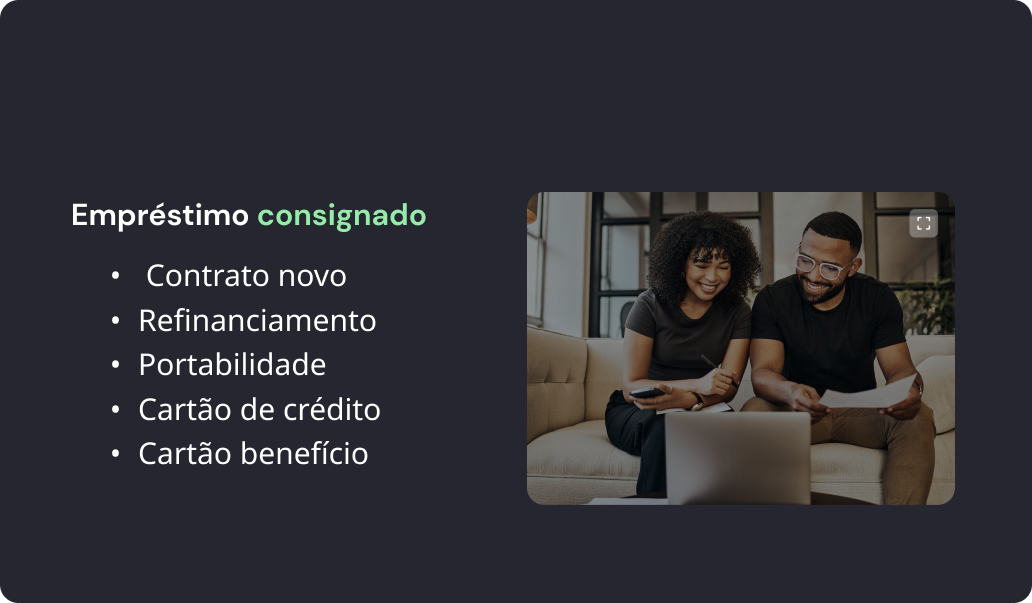 Empréstimo consignado
• Contrato novo
• Refinanciamento
• Portabilidade
• Cartão de crédito
• Cartão benefício